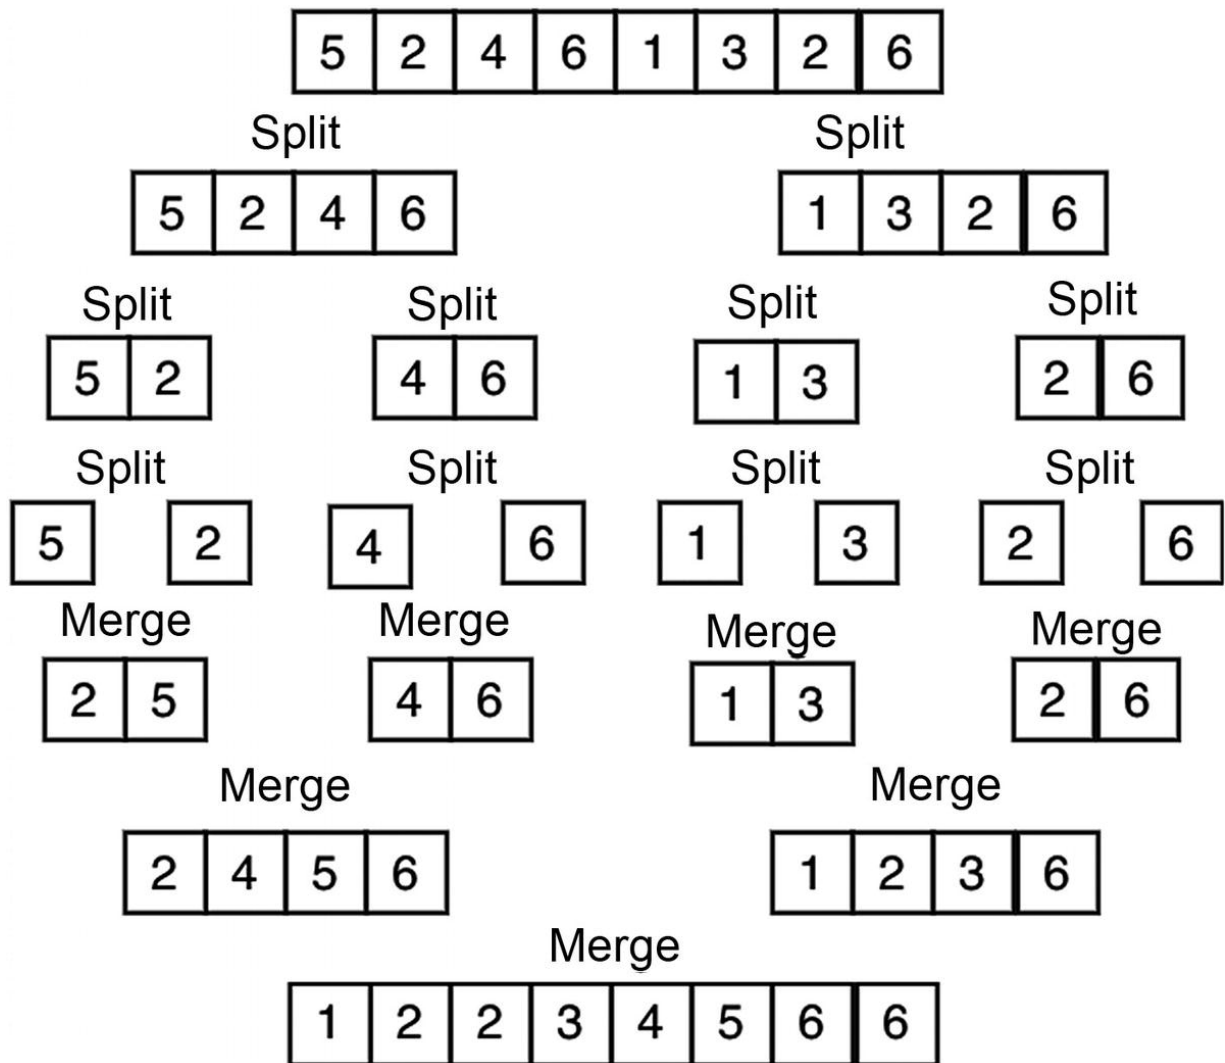 5 2 4 6 1 3 2 6
Split Split
5 2 4 6 1 3 2 6
Split Split Split Split
5 2 4 6 1 3 2 6
Split Split Split Split
5 2 4 6 1 3 2 6
Merge Merge Merge Merge
2 5 4 6 1 3 2 6
Merge Merge
2 4 5 6 1 2 3 6
Merge
1 2 2 3 4 5 6 6